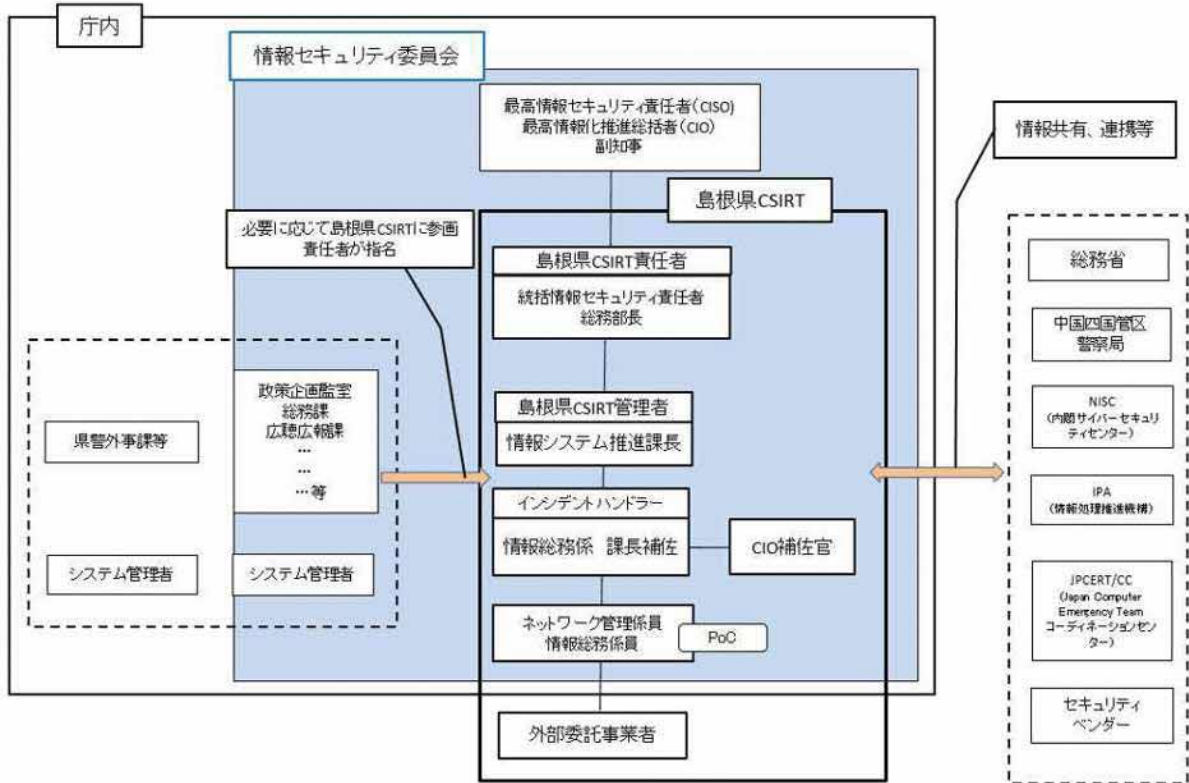 庁内
情報セキュリティ委員会
最高情報セキュリティ責任者(CISO)
最高情報化推進総括者(CIO)
副知事
情報共有、連携等
島根県CSIRT
必要に応じて島根県CSIRTに参画
責任者が指名
島根県CSIRT責任者
統括情報セキュリティ責任者
総務部長
総務省
中国四国管区
警察局
政策企画監室
総務課
広聴広報課
…
…
…等
県警外事課等
島根県CSIRT管理者
情報システム推進課長
NISC
(内閣サイバーセキュリ
ティセンター)
インシデントハンドラー
情報総務係 課長補佐
CIO補佐官
IPA
(情報処理推進機構)
システム管理者
システム管理者
JPCERT/CC
(Japan Computer
Emergency Team
コーディネーションセン
ター)
ネットワーク管理係員
情報総務係員
PoC
外部委託事業者
セキュリティ
ベンダー